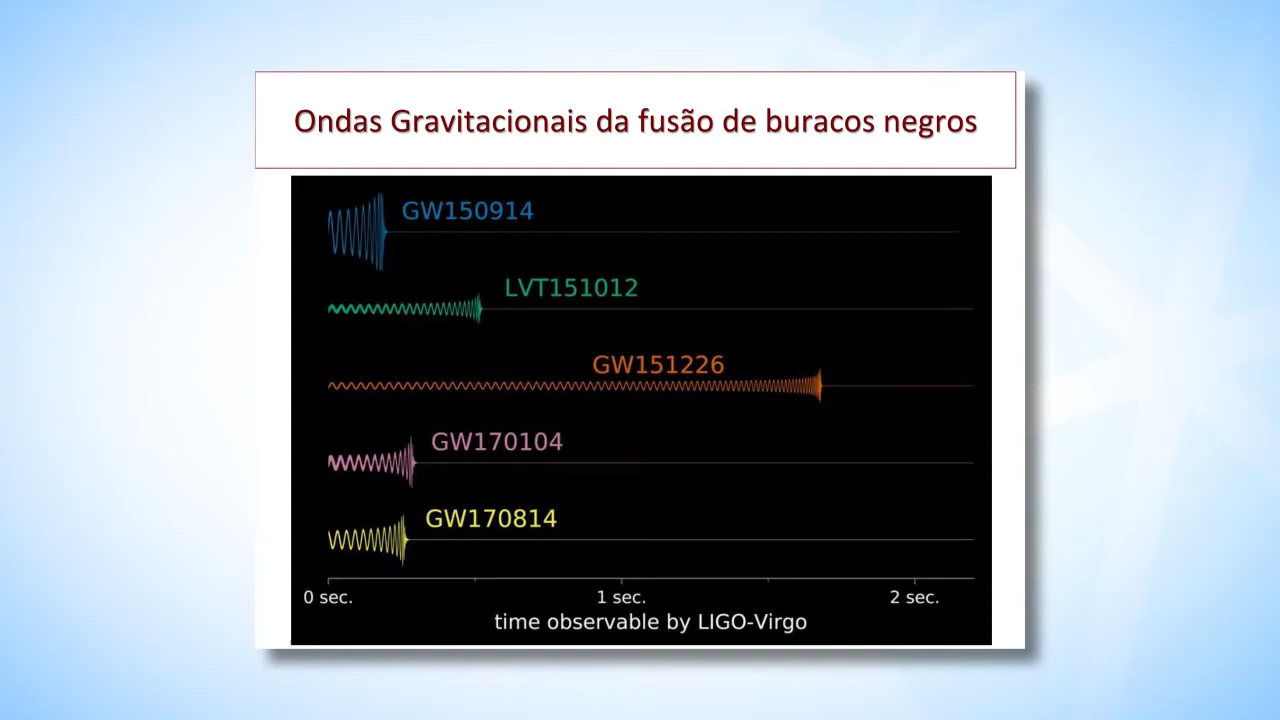 Ondas Gravitacionais da fusão de buracos negros
GW150914
LVT151012
GW151226
GW170104
GW170814
0 sec. 1 sec. 2 sec.
time observable by LIGO-Virgo